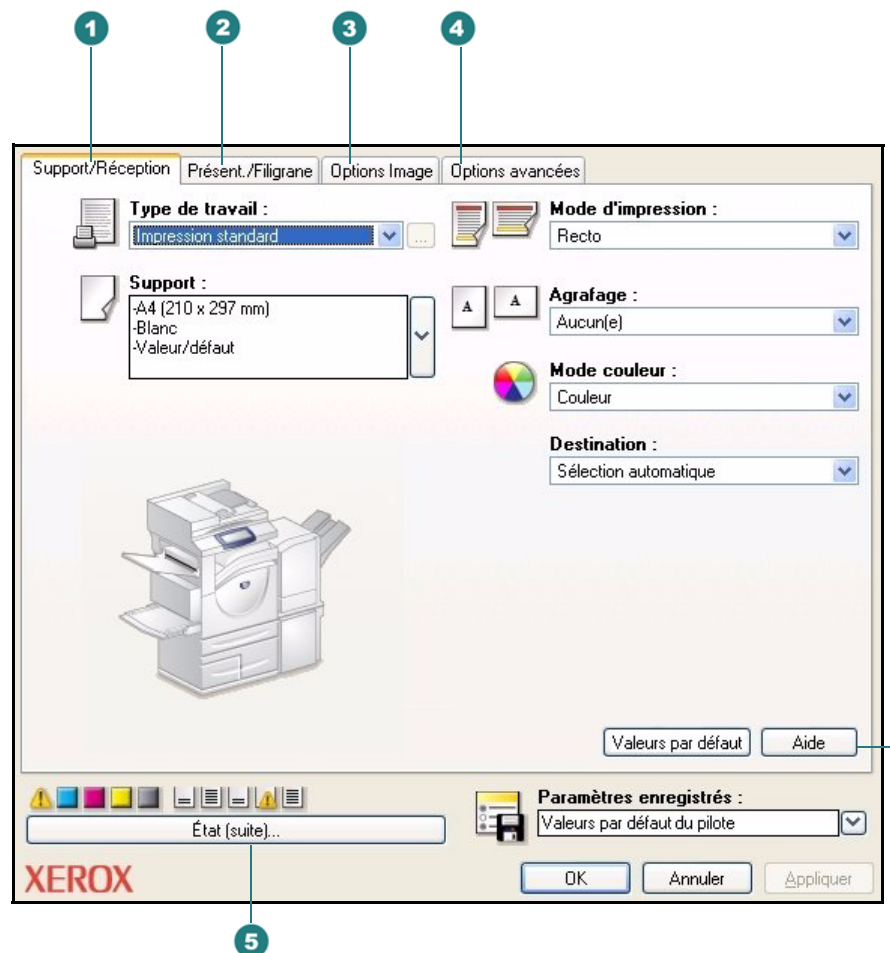 1 2 3 4
Support/Réception Présent./Filigrane Options Image Options avancées
Type de travail :
Impression standard
...
Mode d'impression :
Recto
Support :
-A4 (210 x 297 mm)
-Blanc
-Valeur/défaut
A A
Agrafage :
Aucun(e)
Mode couleur :
Couleur
Destination :
Sélection automatique
Valeurs par défaut Aide
État (suite)...
Paramètres enregistrés :
Valeurs par défaut du pilote
XEROX
OK Annuler Appliquer
5